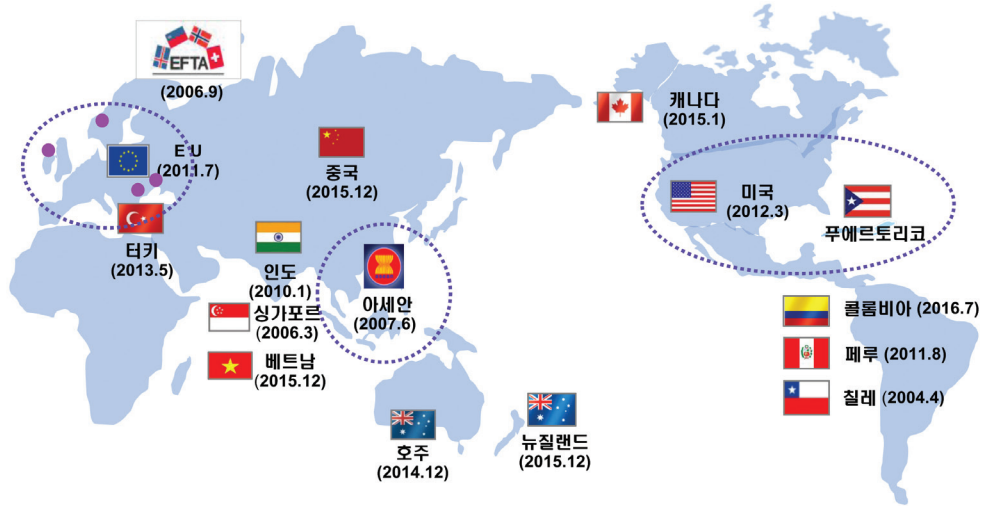 EFTA
(2006.9)
E U
(2011.7)
터키
(2013.5)
중국
(2015.12)
인도
(2010.1)
싱가포르
(2006.3)
베트남
(2015.12)
아세안
(2007.6)
호주
(2014.12)
뉴질랜드
(2015.12)
캐나다
(2015.1)
미국
(2012.3)
푸에르토리코
콜롬비아 (2016.7)
페루 (2011.8)
칠레 (2004.4)